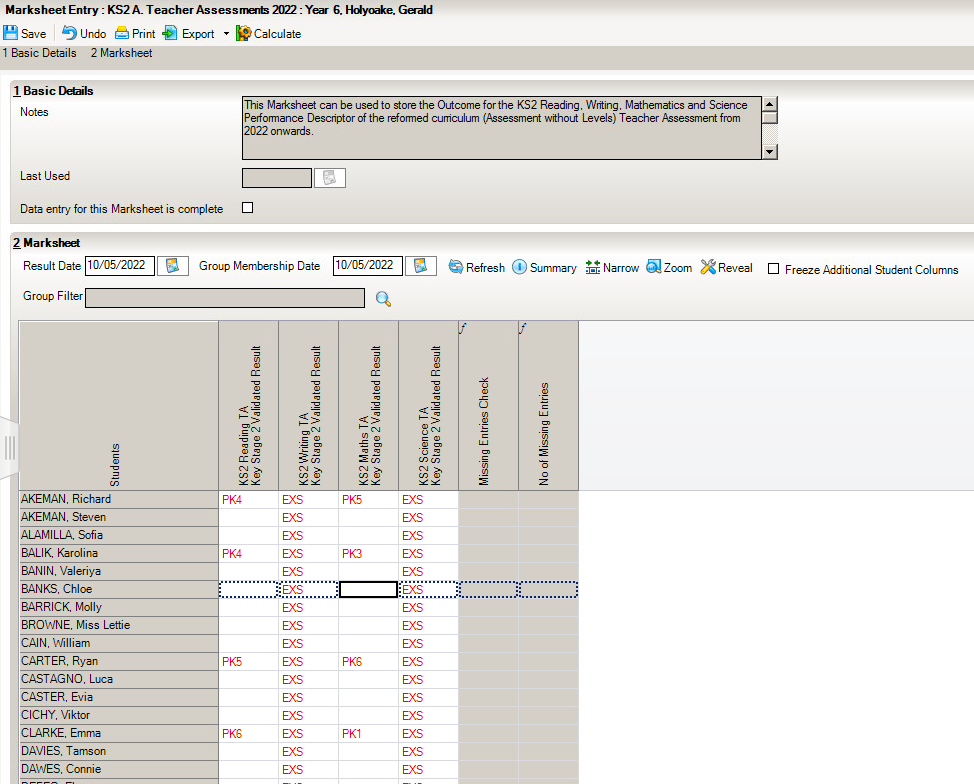 Marksheet Entry : KS2 A. Teacher Assessments 2022 : Year 6, Holyoake, Gerald
Save Undo Print Export Calculate
1 Basic Details 2 Marksheet
1 Basic Details
Notes
This Marksheet can be used to store the Outcome for the KS2 Reading, Writing, Mathematics and Science
Performance Descriptor of the reformed curriculum (Assessment without Levels) Teacher Assessment from
2022 onwards.
Last Used
Data entry for this Marksheet is complete
2 Marksheet
Result Date 10/05/2022 Group Membership Date 10/05/2022 Refresh Summary Narrow Zoom Reveal Freeze Additional Student Columns
Group Filter
Students
KS2 Reading TA
Key Stage 2 Validated Result
KS2 Writing TA
Key Stage 2 Validated Result
KS2 Maths TA
Key Stage 2 Validated Result
KS2 Science TA
Key Stage 2 Validated Result
f Missing Entries Check
f No of Missing Entries
AKEMAN, Richard PK4 EXS PK5 EXS
AKEMAN, Steven EXS EXS
ALAMILLA, Sofia EXS EXS
BALIK, Karolina PK4 EXS PK3 EXS
BANIN, Valeriya EXS EXS
BANKS, Chloe EXS EXS
BARRICK, Molly EXS EXS
BROWNE, Miss Lettie EXS EXS
CAIN, William EXS EXS
CARTER, Ryan PK5 EXS PK6 EXS
CASTAGNO, Luca EXS EXS
CASTER, Evia EXS EXS
CICHY, Viktor EXS EXS
CLARKE, Emma PK6 EXS PK1 EXS
DAVIES, Tamson EXS EXS
DAWES, Connie EXS EXS